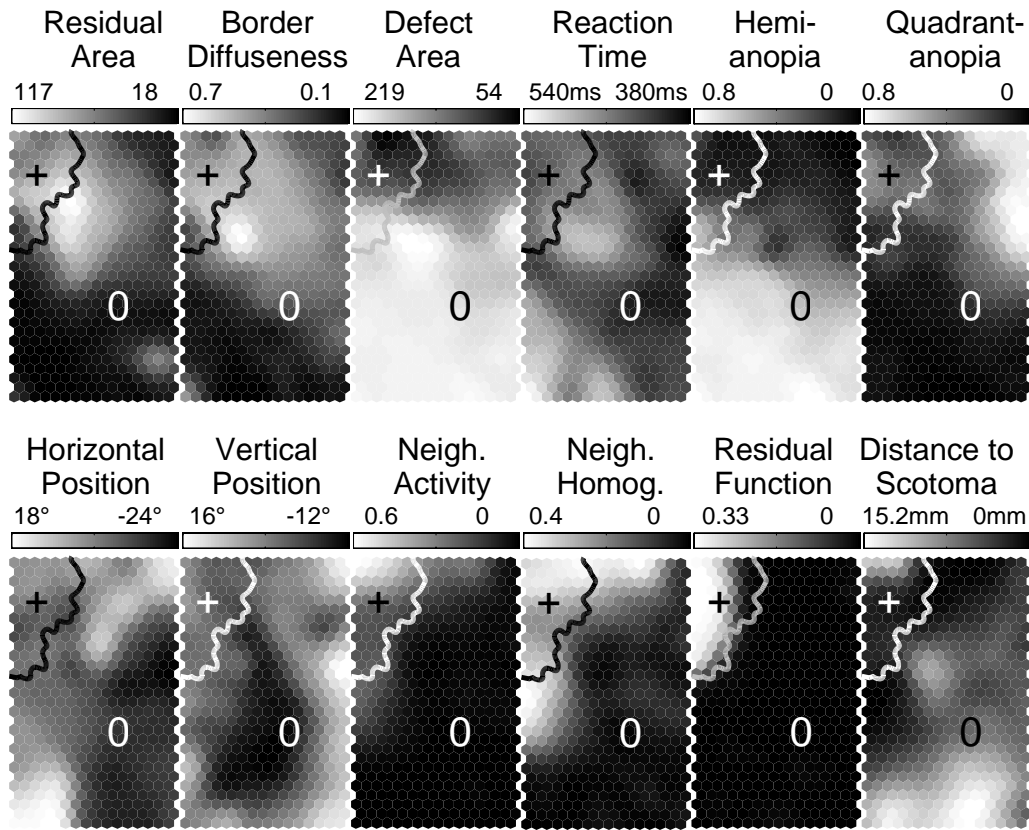 Residual Border Defect Reaction Hemi- Quadrant-
Area Diffuseness Area Time anopia anopia
117 18 0.7 0.1 219 54 540ms 380ms 0.8 0 0.8 0
+ + + + + +
0 0 0 0 0 0
Horizontal Vertical Neigh. Neigh. Residual Distance to
Position Position Activity Homog. Function Scotoma
18° -24° 16° -12° 0.6 0 0.4 0 0.33 0 15.2mm 0mm
+ + + + + +
0 0 0 0 0 0